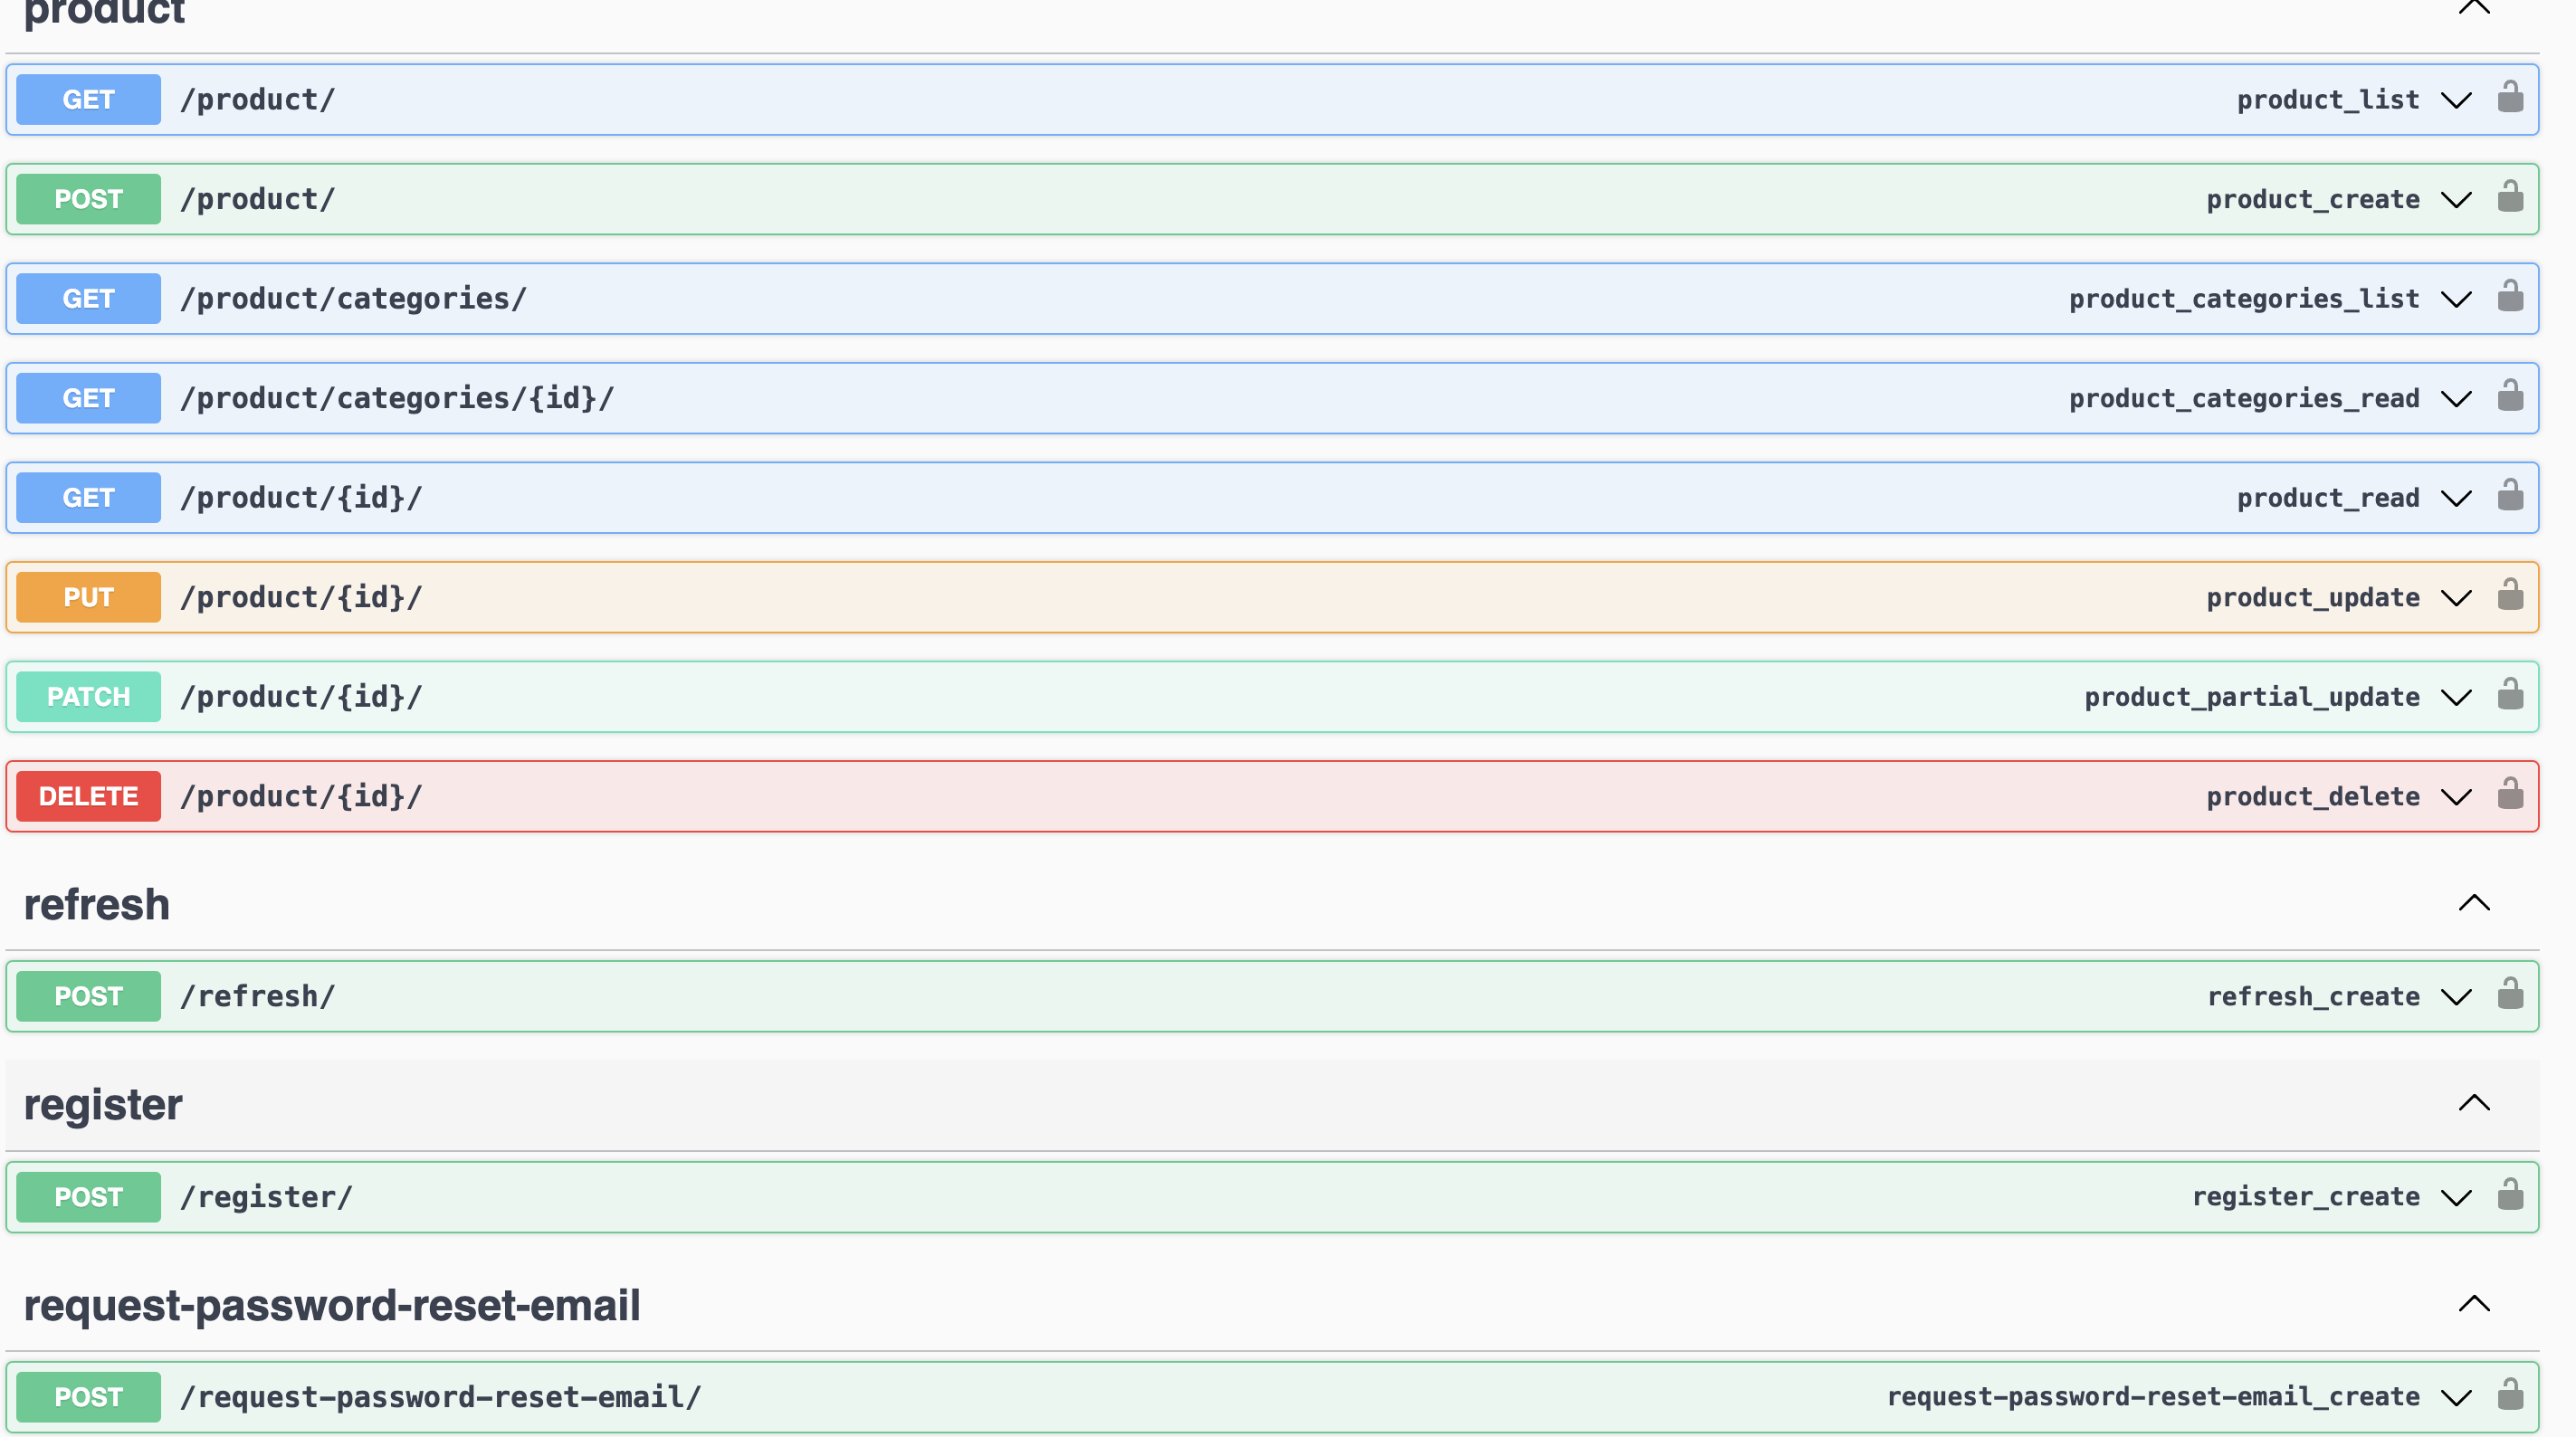 product
GET /product/ product_list
POST /product/ product_create
GET /product/categories/ product_categories_list
GET /product/categories/{id}/ product_categories_read
GET /product/{id}/ product_read
PUT /product/{id}/ product_update
PATCH /product/{id}/ product_partial_update
DELETE /product/{id}/ product_delete
refresh
POST /refresh/ refresh_create
register
POST /register/ register_create
request-password-reset-email
POST /request-password-reset-email/ request-password-reset-email_create